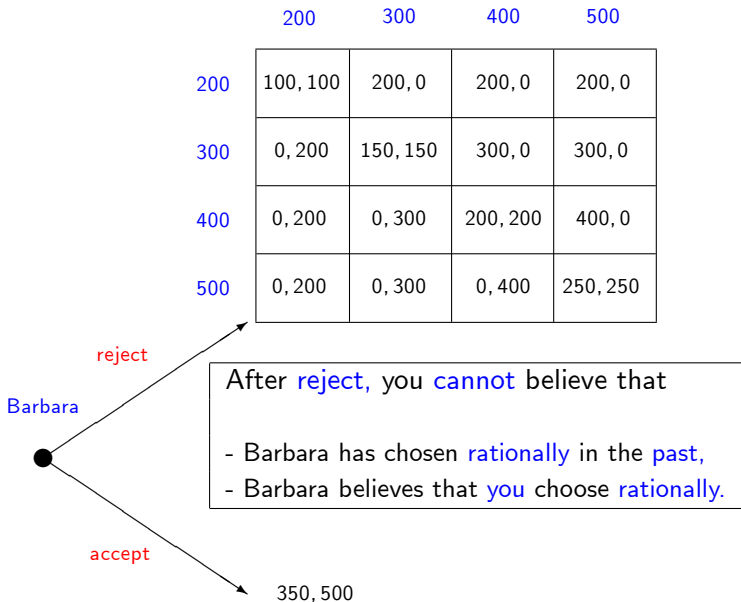 200 300 400 500
200 100, 100 200, 0 200, 0 200, 0
300 0, 200 150, 150 300, 0 300, 0
400 0, 200 0, 300 200, 200 400, 0
500 0, 200 0, 300 0, 400 250, 250
reject
After reject, you cannot believe that
Barbara
- Barbara has chosen rationally in the past,
- Barbara believes that you choose rationally.
accept
350, 500